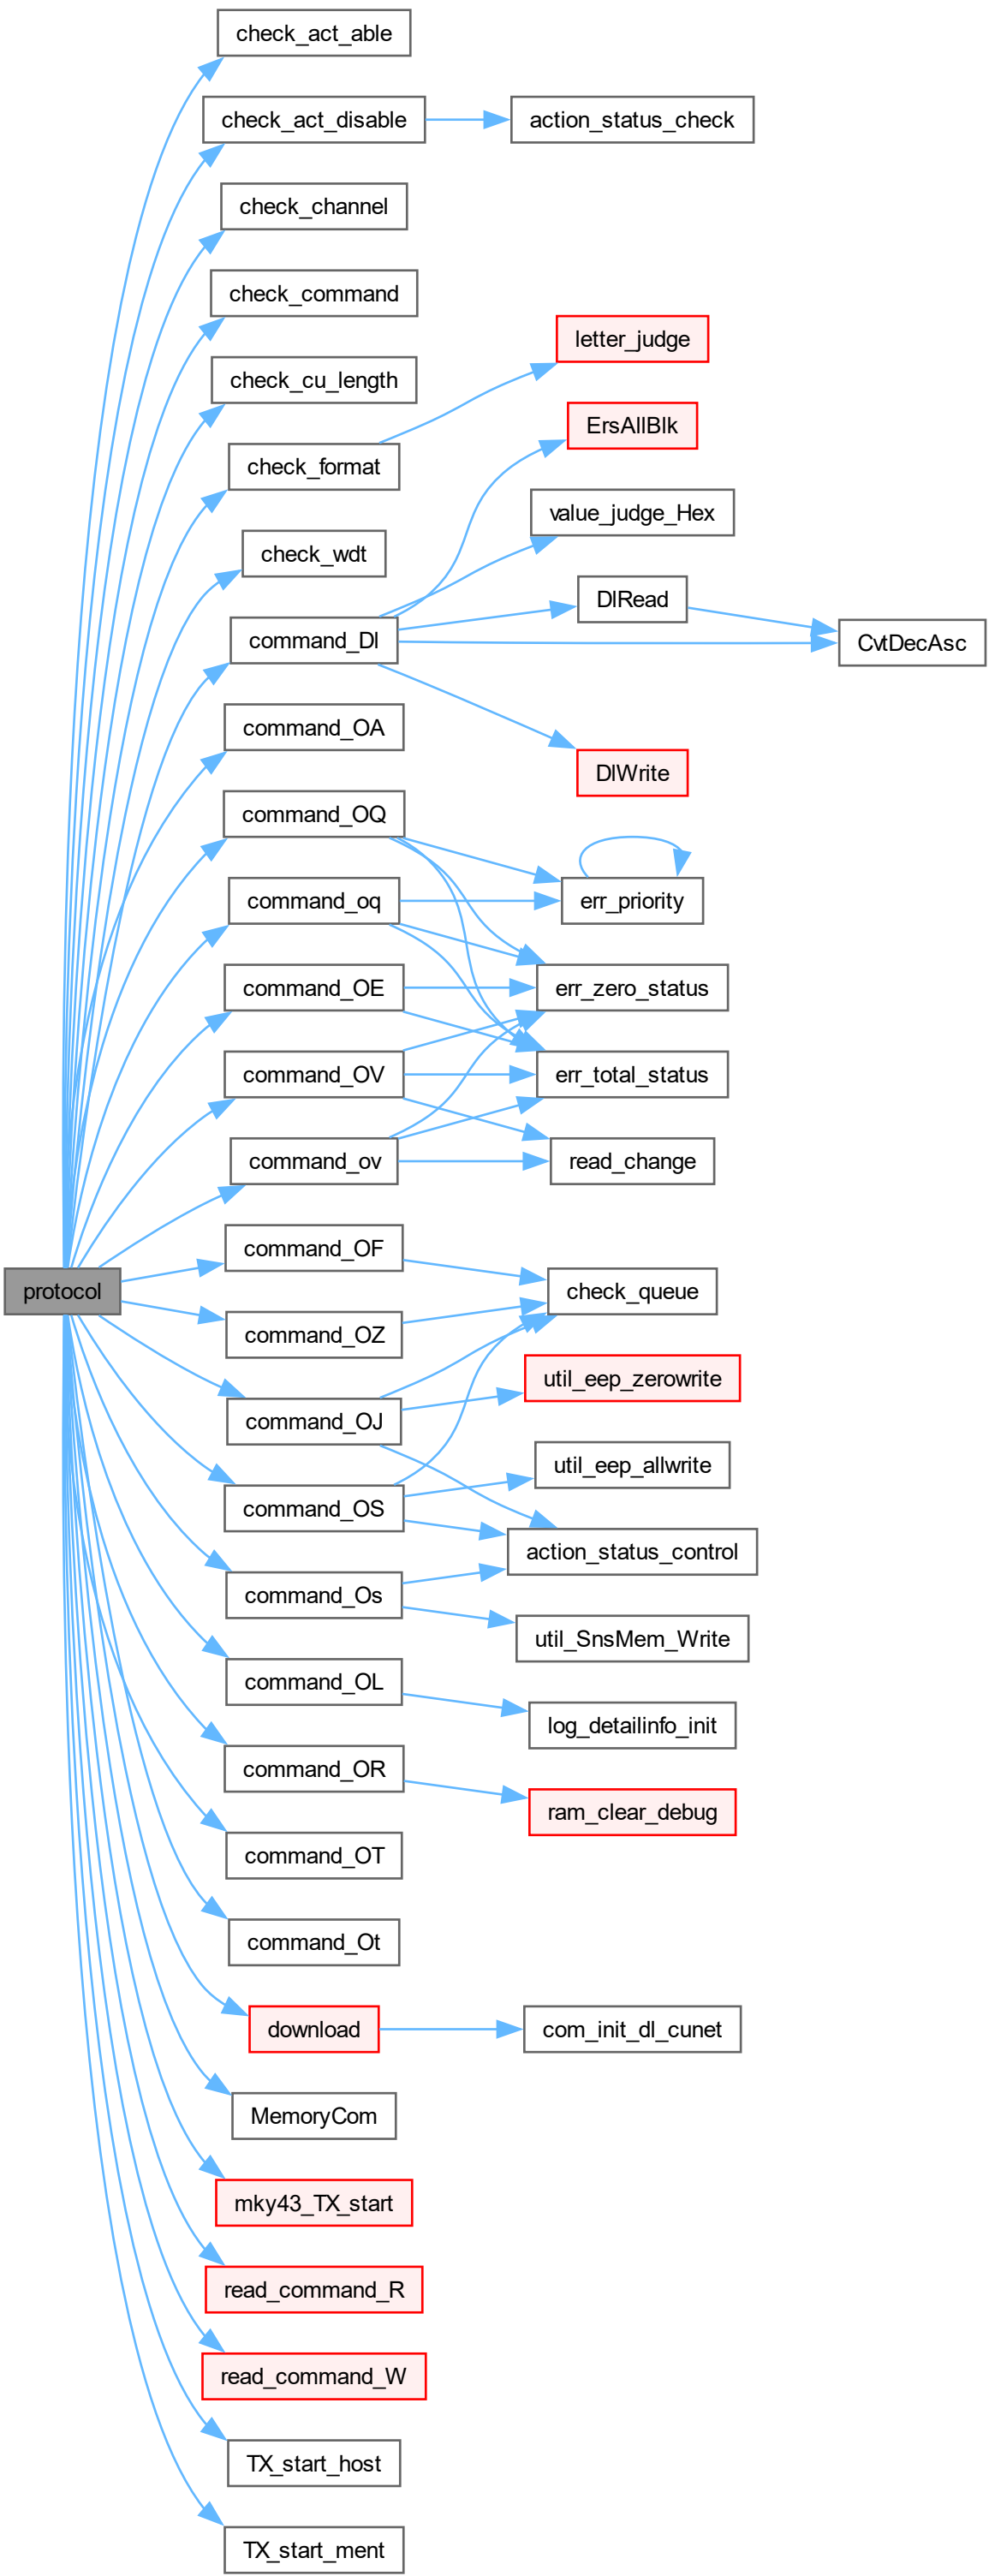 check_act_able
check_act_disable
action_status_check
check_channel
check_command
letter_judge
check_cu_length
ErsAllBlk
check_format
value_judge_Hex
check_wdt
DlRead
command_Dl
CvtDecAsc
command_OA
DlWrite
command_OQ
command_oq
err_priority
command_OE
err_zero_status
command_OV
err_total_status
command_ov
read_change
command_OF
protocol
check_queue
command_OZ
util_eep_zerowrite
command_OJ
util_eep_allwrite
command_OS
action_status_control
command_Os
util_SnsMem_Write
command_OL
log_detailinfo_init
command_OR
ram_clear_debug
command_OT
command_Ot
download
com_init_dl_cunet
MemoryCom
mky43_TX_start
read_command_R
read_command_W
TX_start_host
TX_start_ment